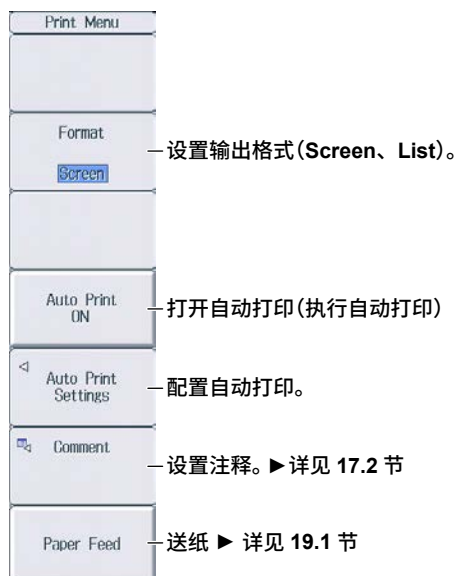 Print Menu
Format
Screen
设置输出格式(Screen、List)。
Auto Print
ON
打开自动打印(执行自动打印)
Auto Print
Settings
配置自动打印。
Comment
设置注释。►详见 17.2 节
Paper Feed
送纸 ► 详见 19.1 节